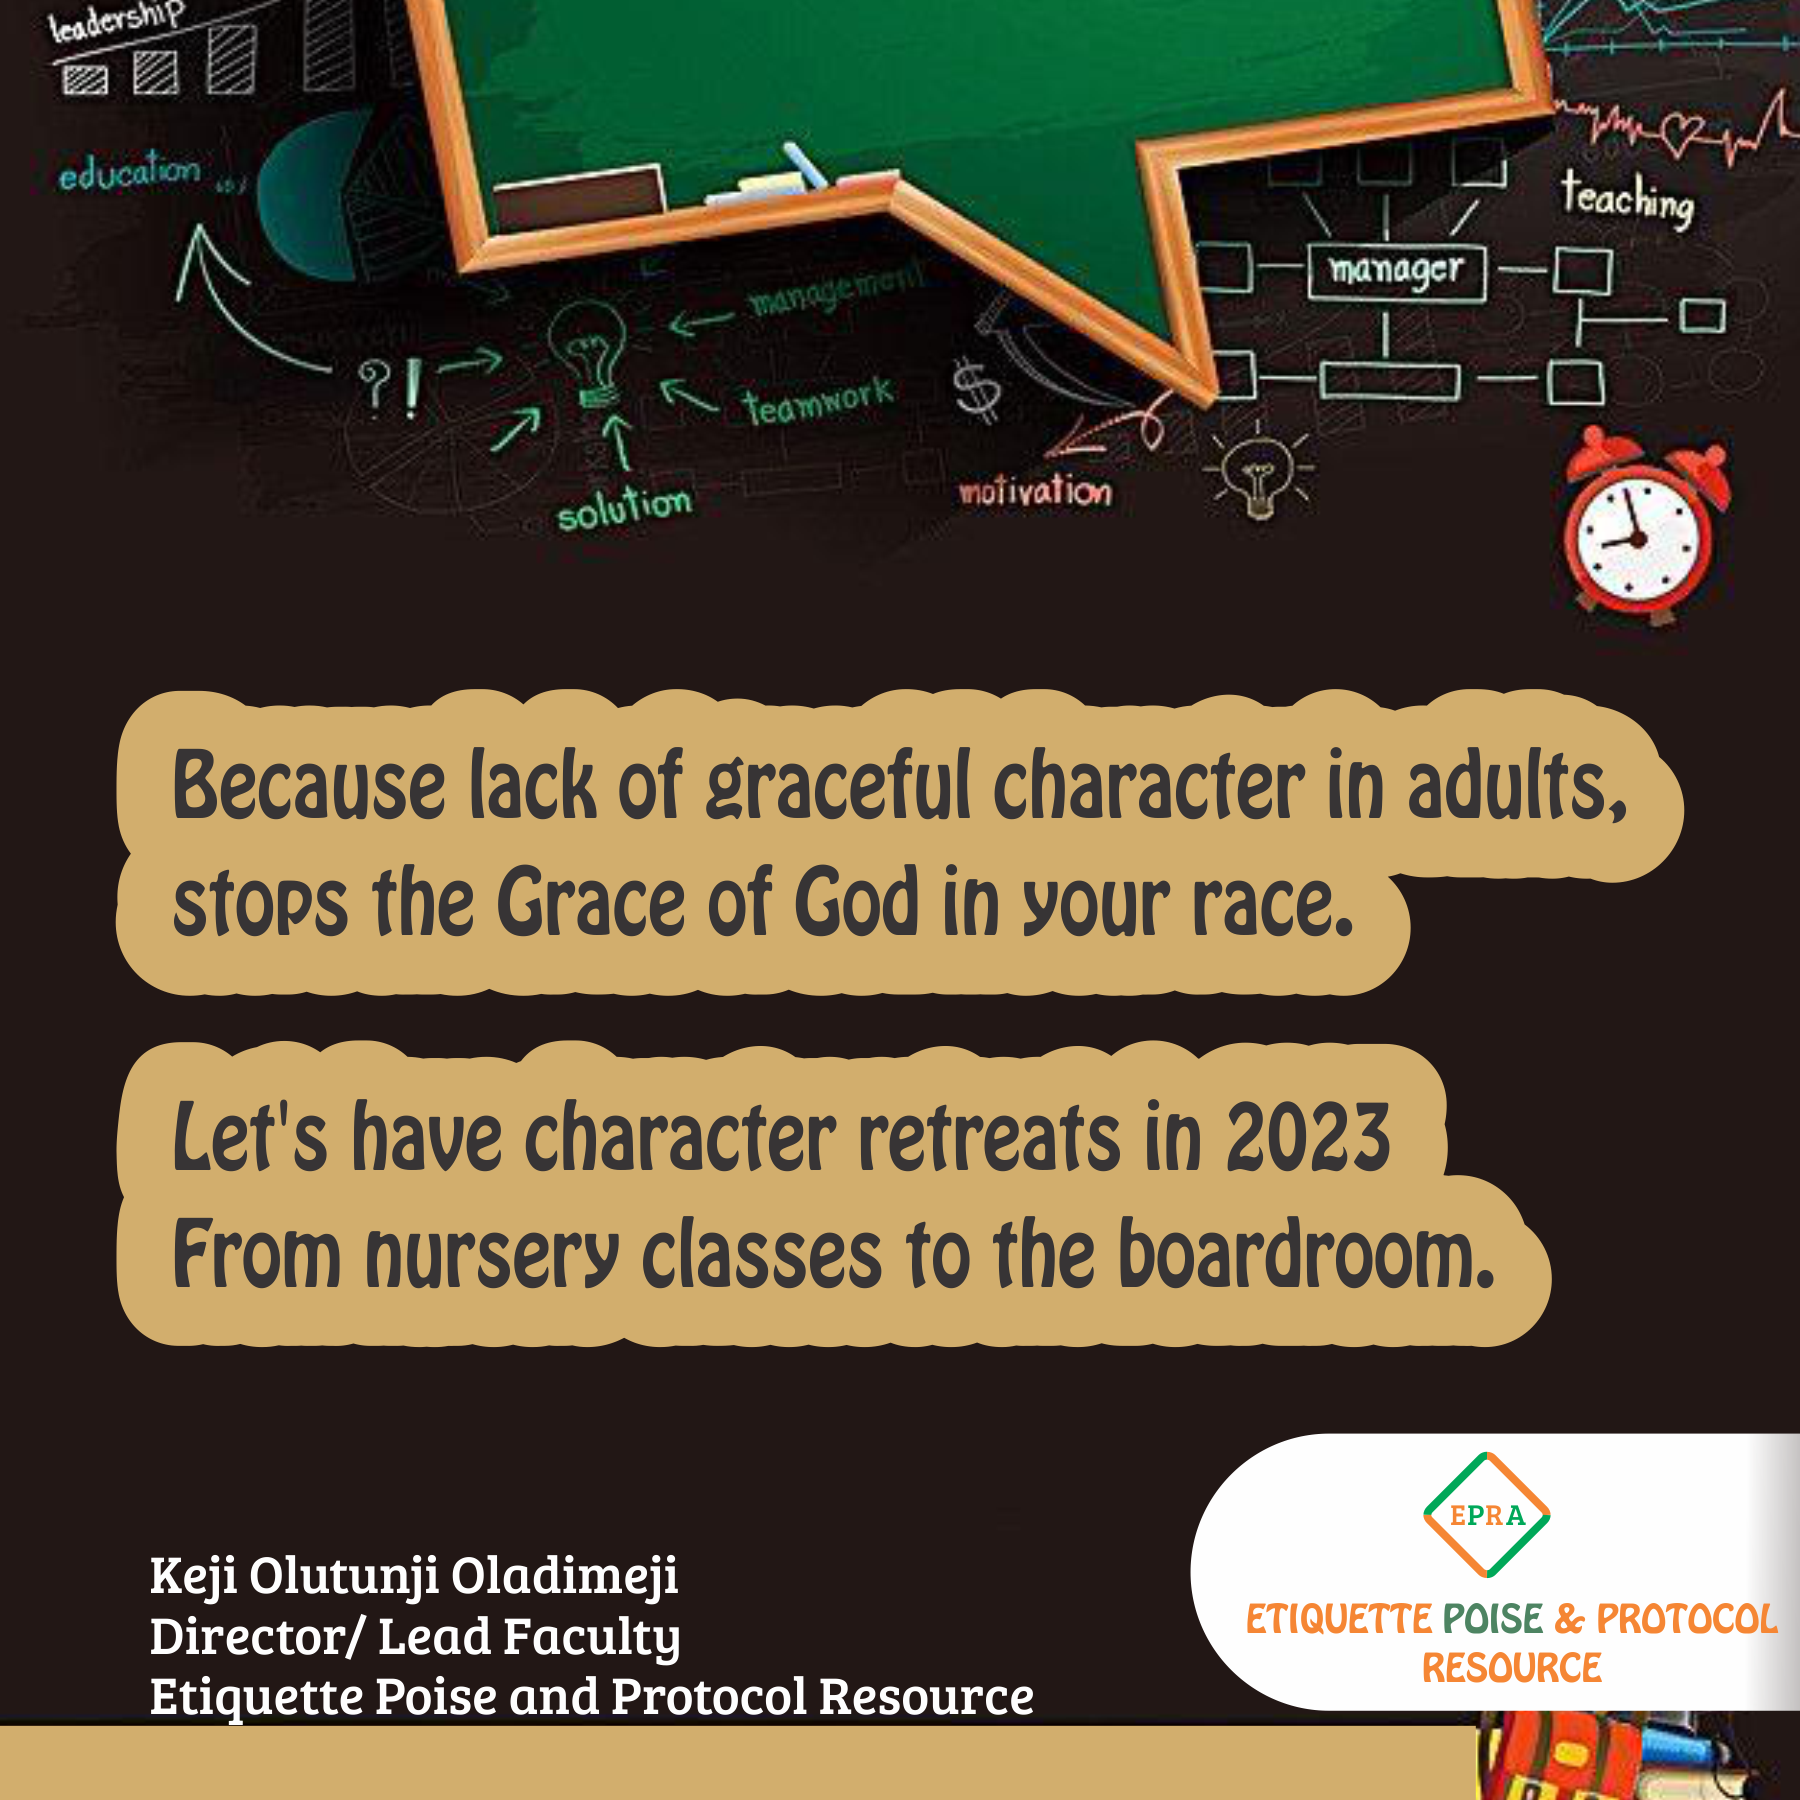 leadership
education
teaching
manager
management
?!
teamwork
$
motivation
solution
Because lack of graceful character in adults,
stops the Grace of God in your race.
Let's have character retreats in 2023
From nursery classes to the boardroom.
EPRA
ETIQUETTE POISE & PROTOCOL
RESOURCE
Keji Olutunji Oladimeji
Director/ Lead Faculty
Etiquette Poise and Protocol Resource